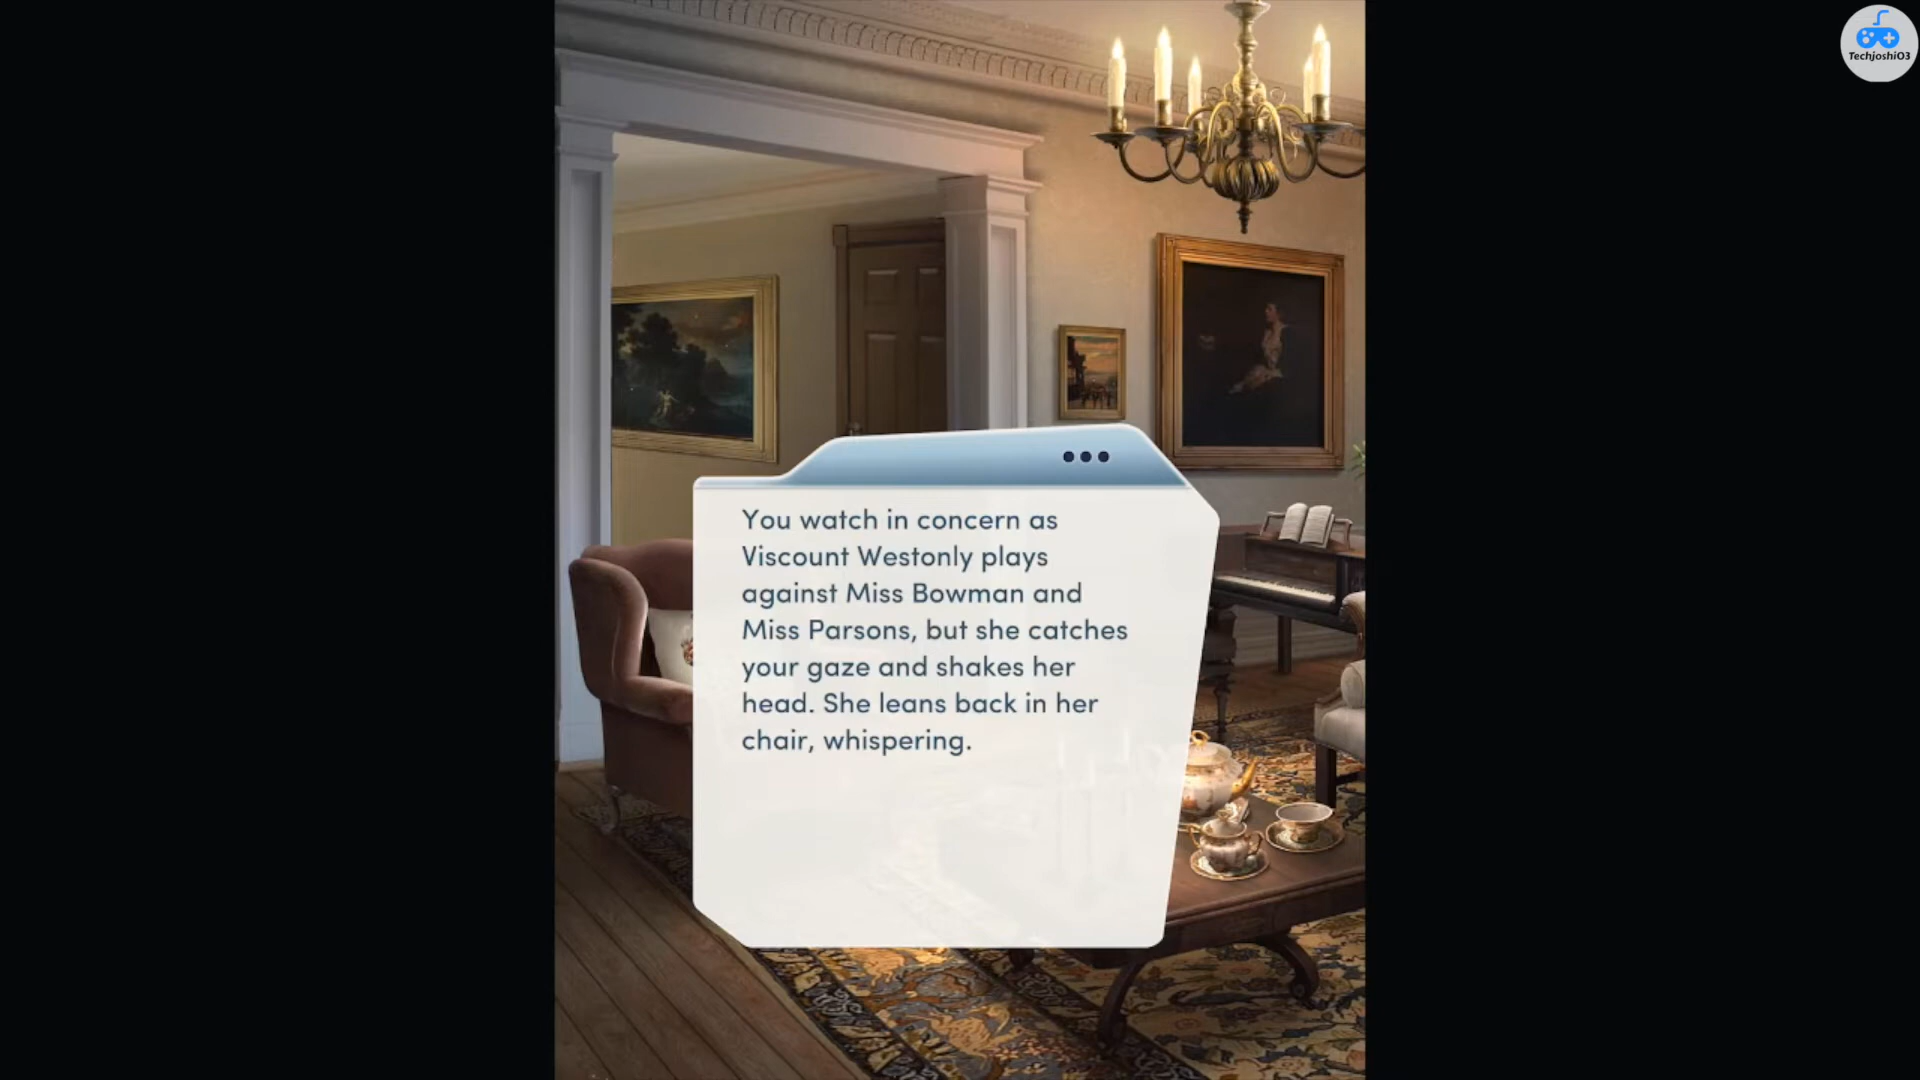 TechjoshiO3
You watch in concern as
Viscount Westonly plays
against Miss Bowman and
Miss Parsons, but she catches
your gaze and shakes her
head. She leans back in her
chair, whispering.